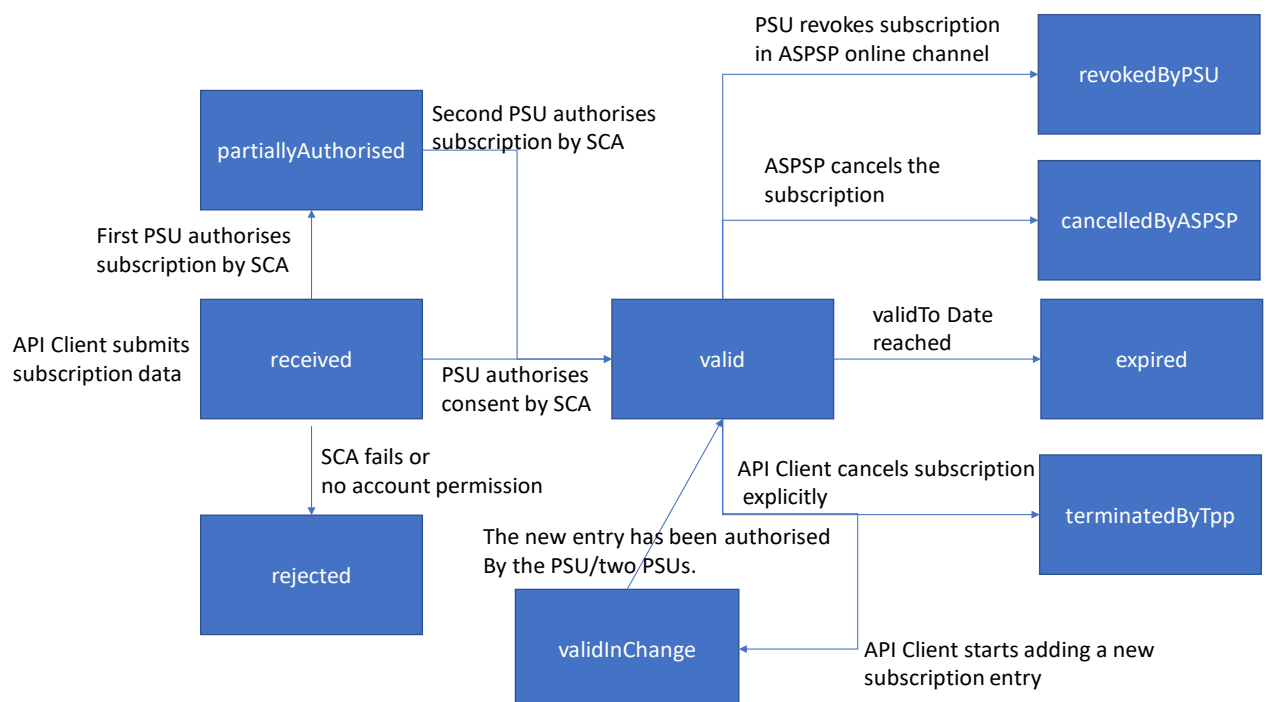 PSU revokes subscription
in ASPSP online channel
revokedByPSU
partiallyAuthorised
Second PSU authorises
subscription by SCA
ASPSP cancels the
subscription
cancelledByASPSP
First PSU authorises
subscription by SCA
API Client submits
subscription data
received
PSU authorises
consent by SCA
valid
validTo Date
reached
expired
SCA fails or
no account permission
API Client cancels subscription
explicitly
terminatedByTpp
rejected
The new entry has been authorised
By the PSU/two PSUs.
validInChange
API Client starts adding a new
subscription entry